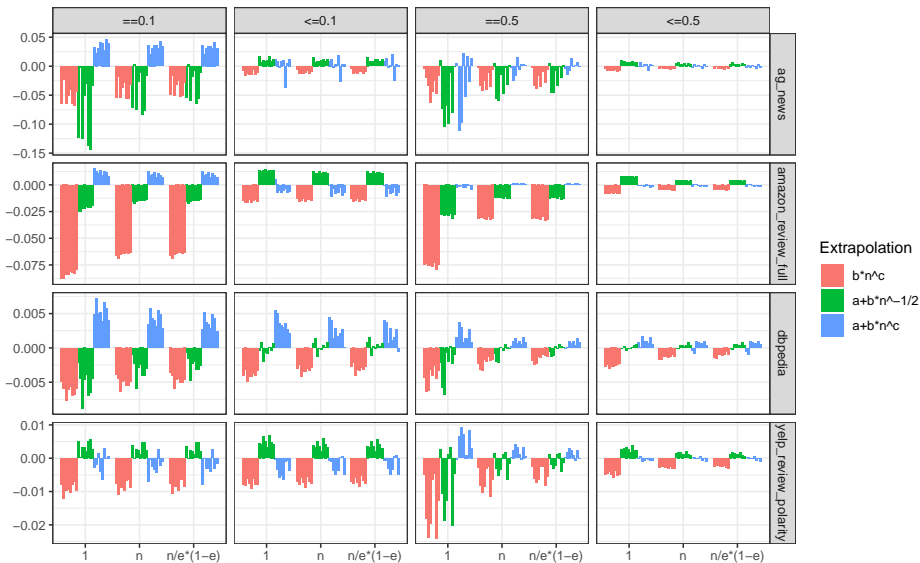 ==0.1
<=0.1
==0.5
<=0.5
0.05
0.00
−0.05
−0.10
−0.15
ag_news
0.000
−0.025
−0.050
−0.075
amazon_review_full
0.005
0.000
−0.005
dbpedia
0.01
0.00
−0.01
−0.02
yelp_review_polarity
1
n
n/e*(1−e)
1
n
n/e*(1−e)
1
n
n/e*(1−e)
1
n
n/e*(1−e)
Extrapolation
b*n^c
a+b*n^−1/2
a+b*n^c